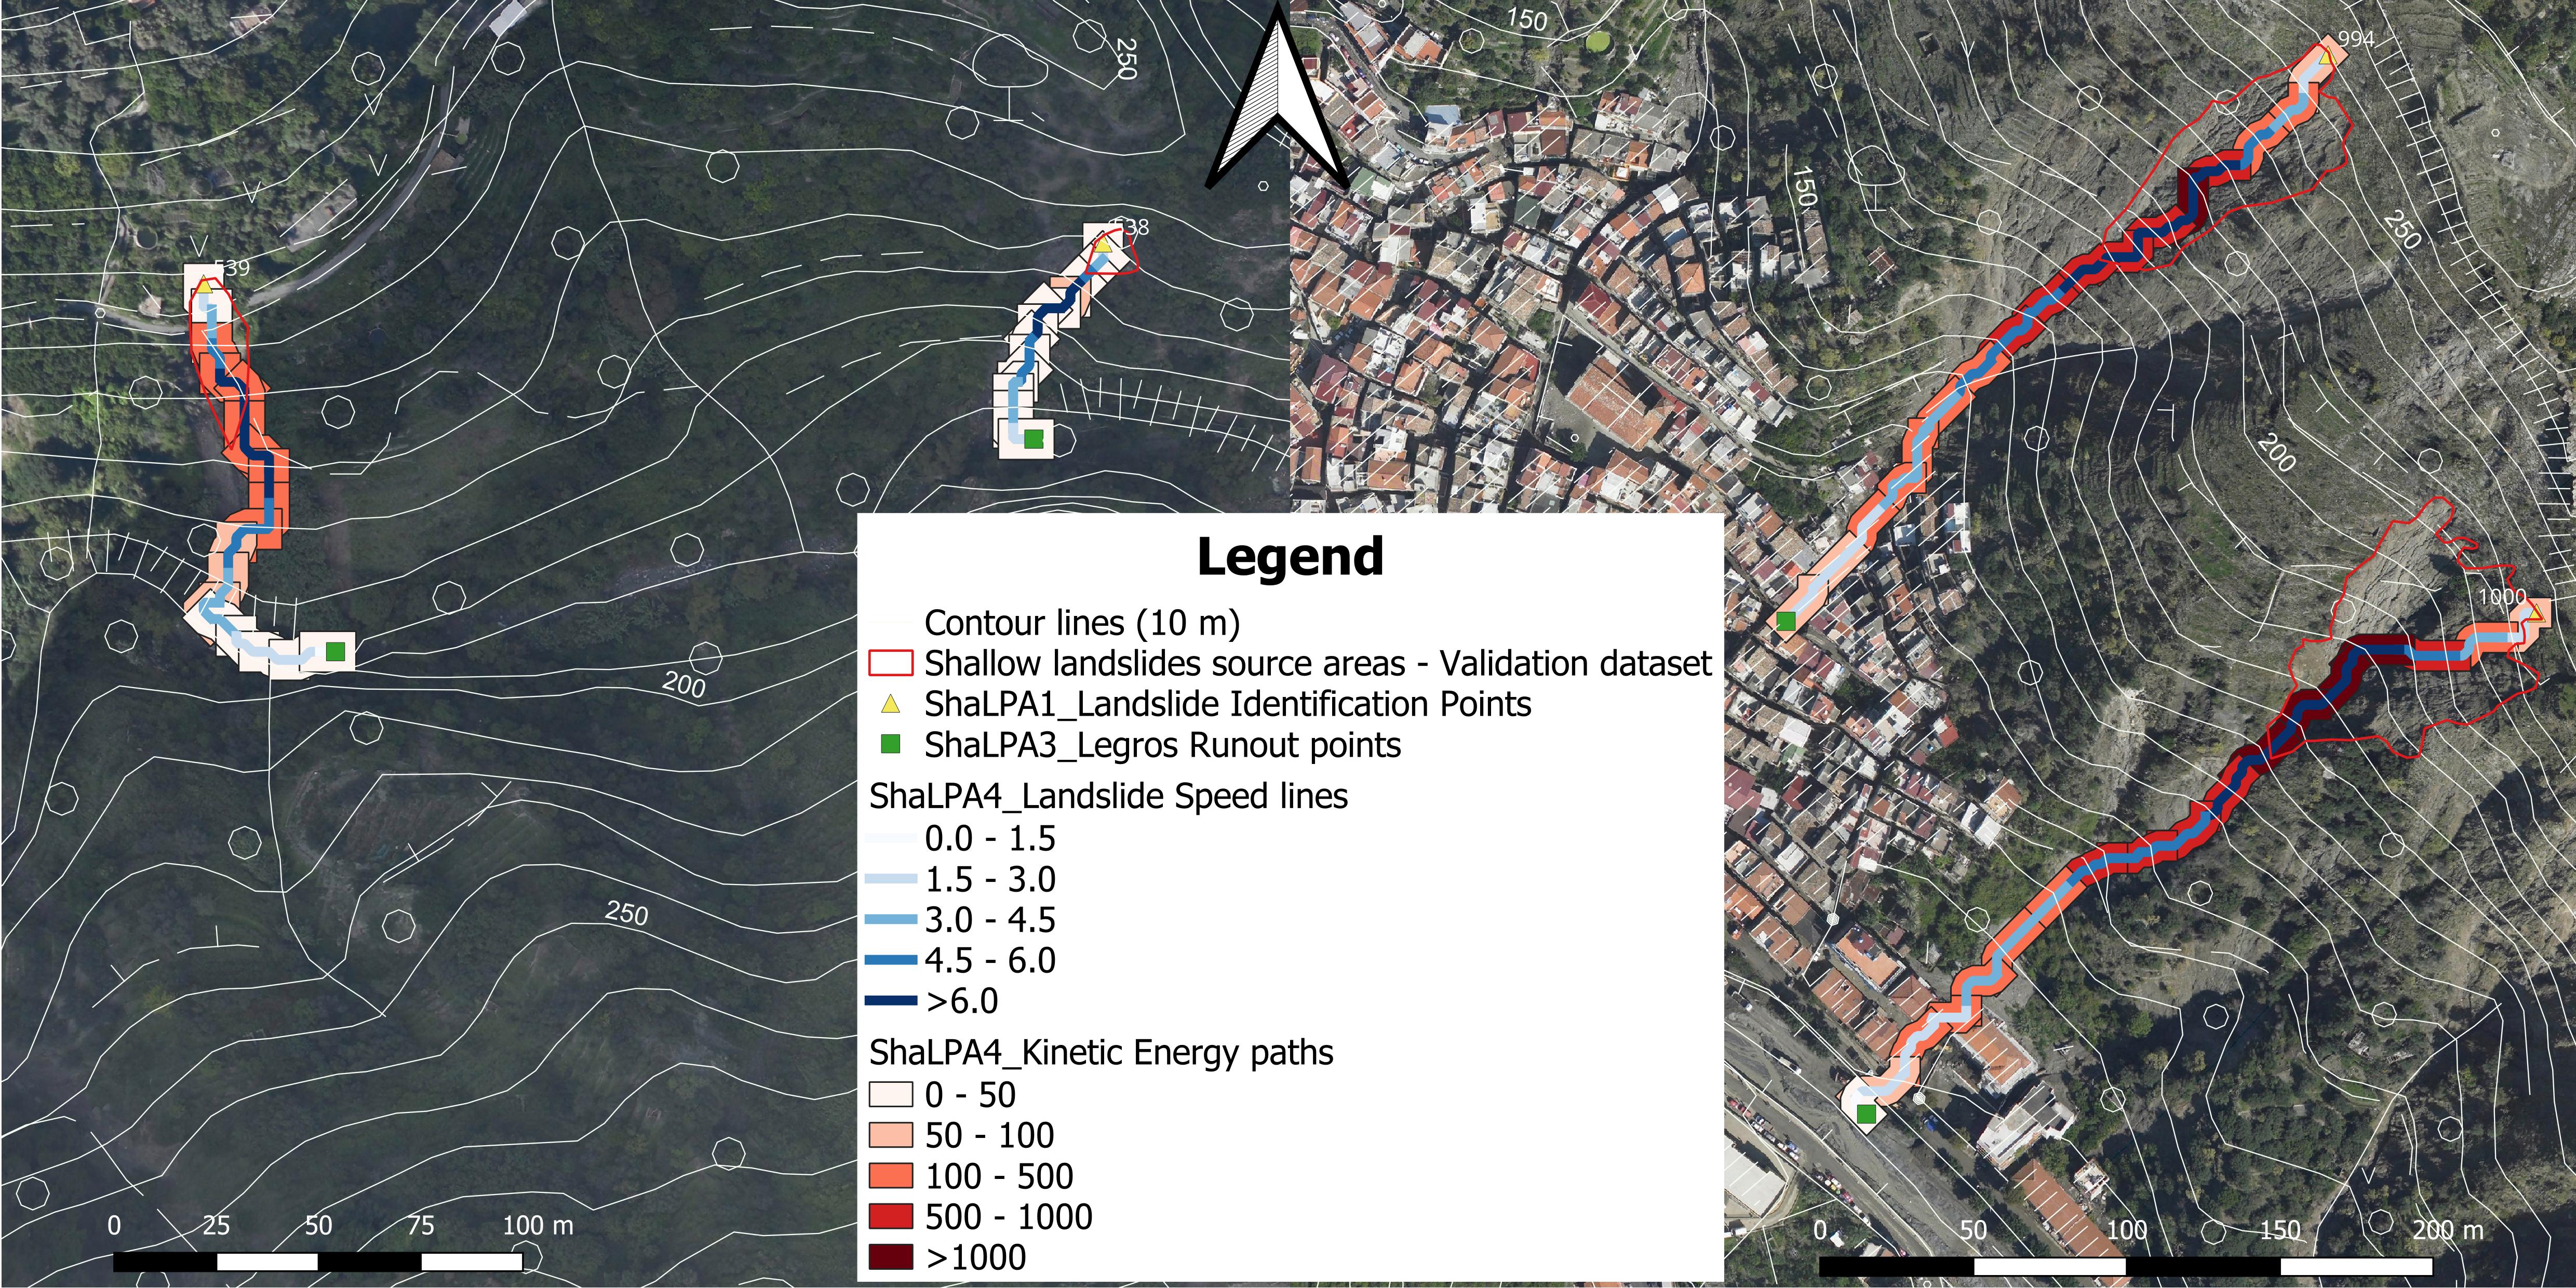 150
250
994
150
250
538
539
200
1000
200
250
Legend
Contour lines (10 m)
Shallow landslides source areas - Validation dataset
ShaLPA1_Landslide Identification Points
ShaLPA3_Legros Runout points
ShaLPA4_Landslide Speed lines
0.0 - 1.5
1.5 - 3.0
3.0 - 4.5
4.5 - 6.0
>6.0
ShaLPA4_Kinetic Energy paths
0 - 50
50 - 100
100 - 500
500 - 1000
>1000
0 25 50 75 100 m
0 50 100 150 200 m